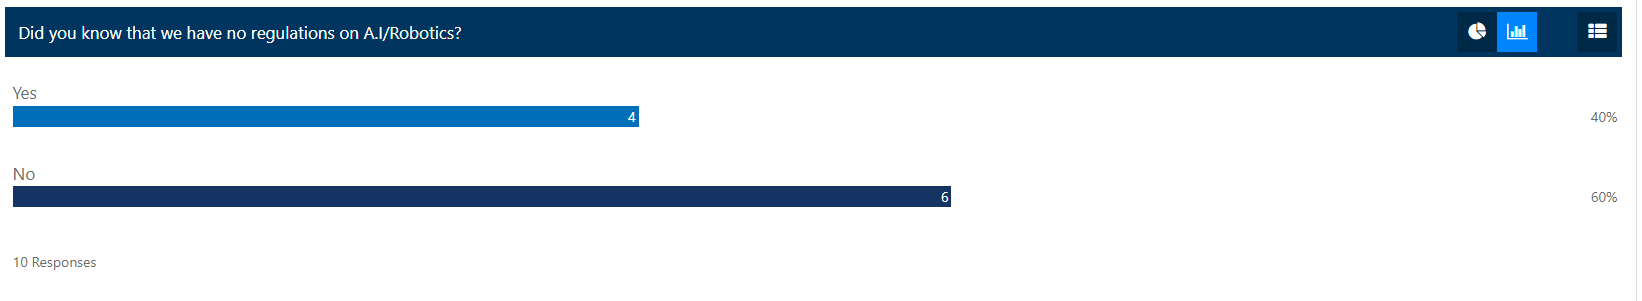 Did you know that we have no regulations on A.I/Robotics?
Yes
4 40%
No
6 60%
10 Responses